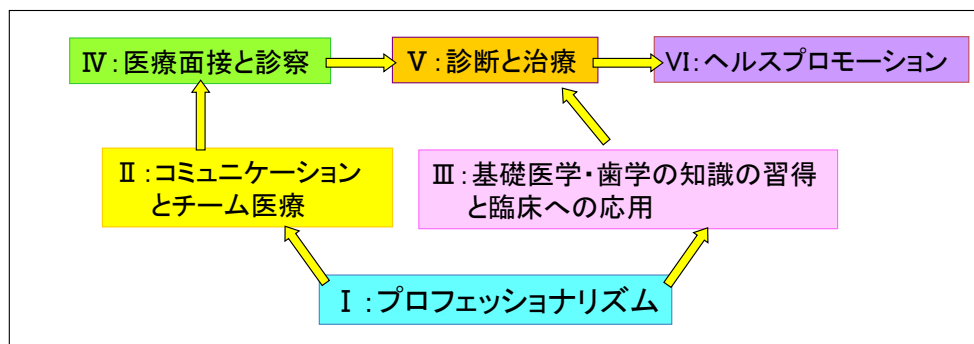 Ⅳ:医療面接と診察
Ⅴ:診断と治療
Ⅵ:ヘルスプロモーション
Ⅱ:コミュニケーション
とチーム医療
Ⅲ:基礎医学・歯学の知識の習得
と臨床への応用
Ⅰ:プロフェッショナリズム